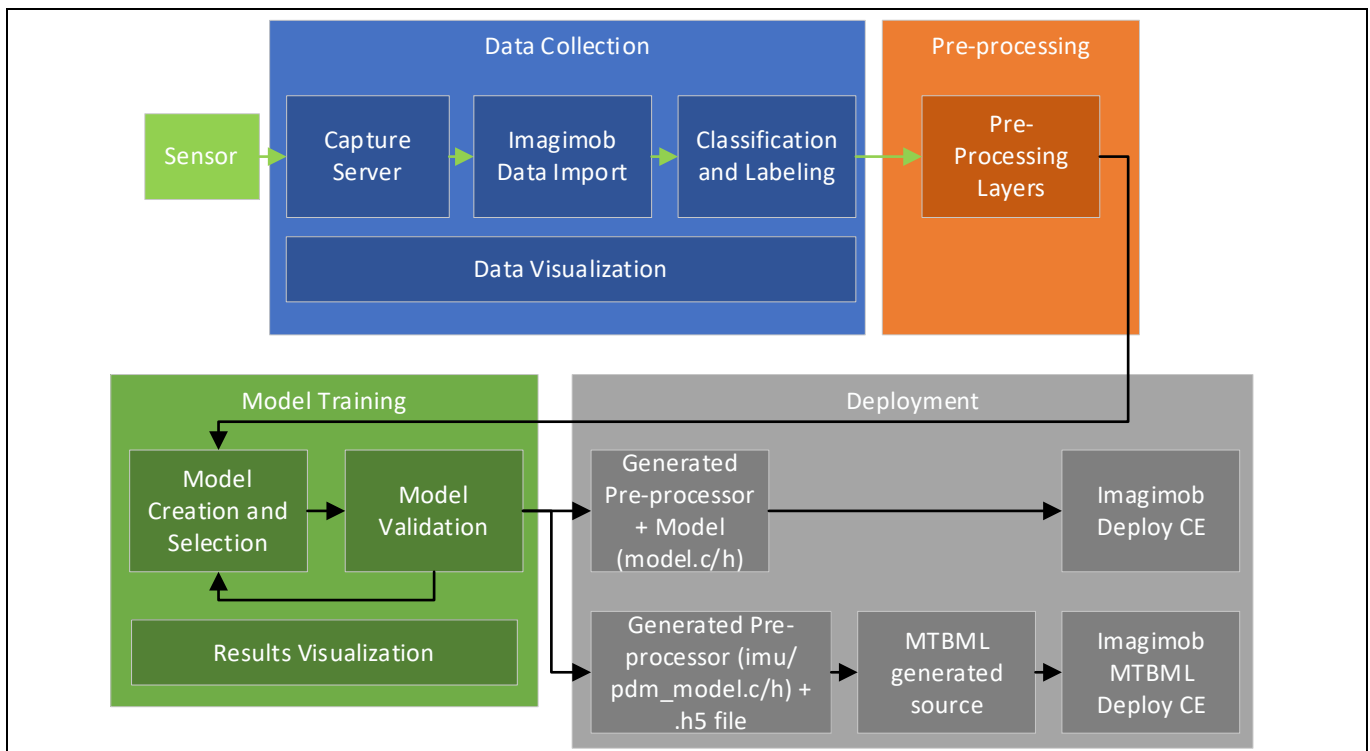 Data Collection
Pre-processing
Sensor
Capture
Server
Imagimob
Data Import
Classification
and Labeling
Pre-
Processing
Layers
Data Visualization
Model Training
Model
Creation and
Selection
Model
Validation
Results Visualization
Deployment
Generated
Pre-processor
+ Model
(model.c/h)
Imagimob
Deploy CE
Generated Pre-
processor (imu/
pdm_model.c/h) +
.h5 file
MTBML
generated
source
Imagimob
MTBML
Deploy CE